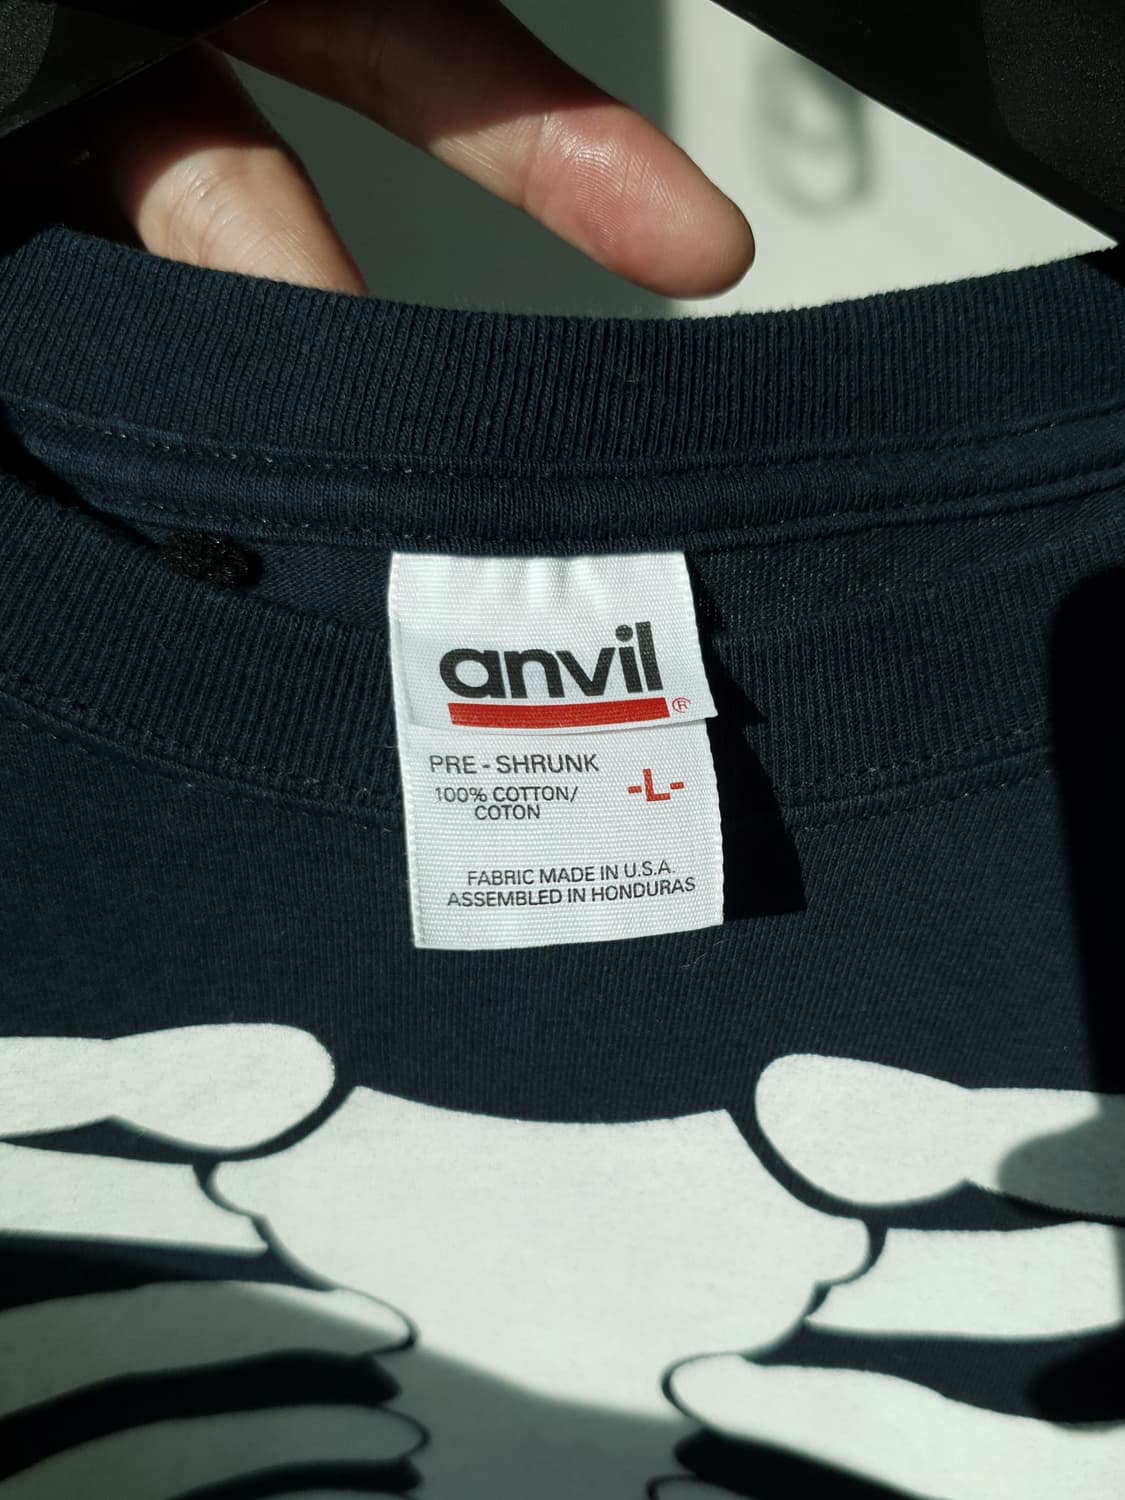 anvil®
PRE - SHRUNK
100% COTTON/
COTON
-L-
FABRIC MADE IN U.S.A.
ASSEMBLED IN HONDURAS